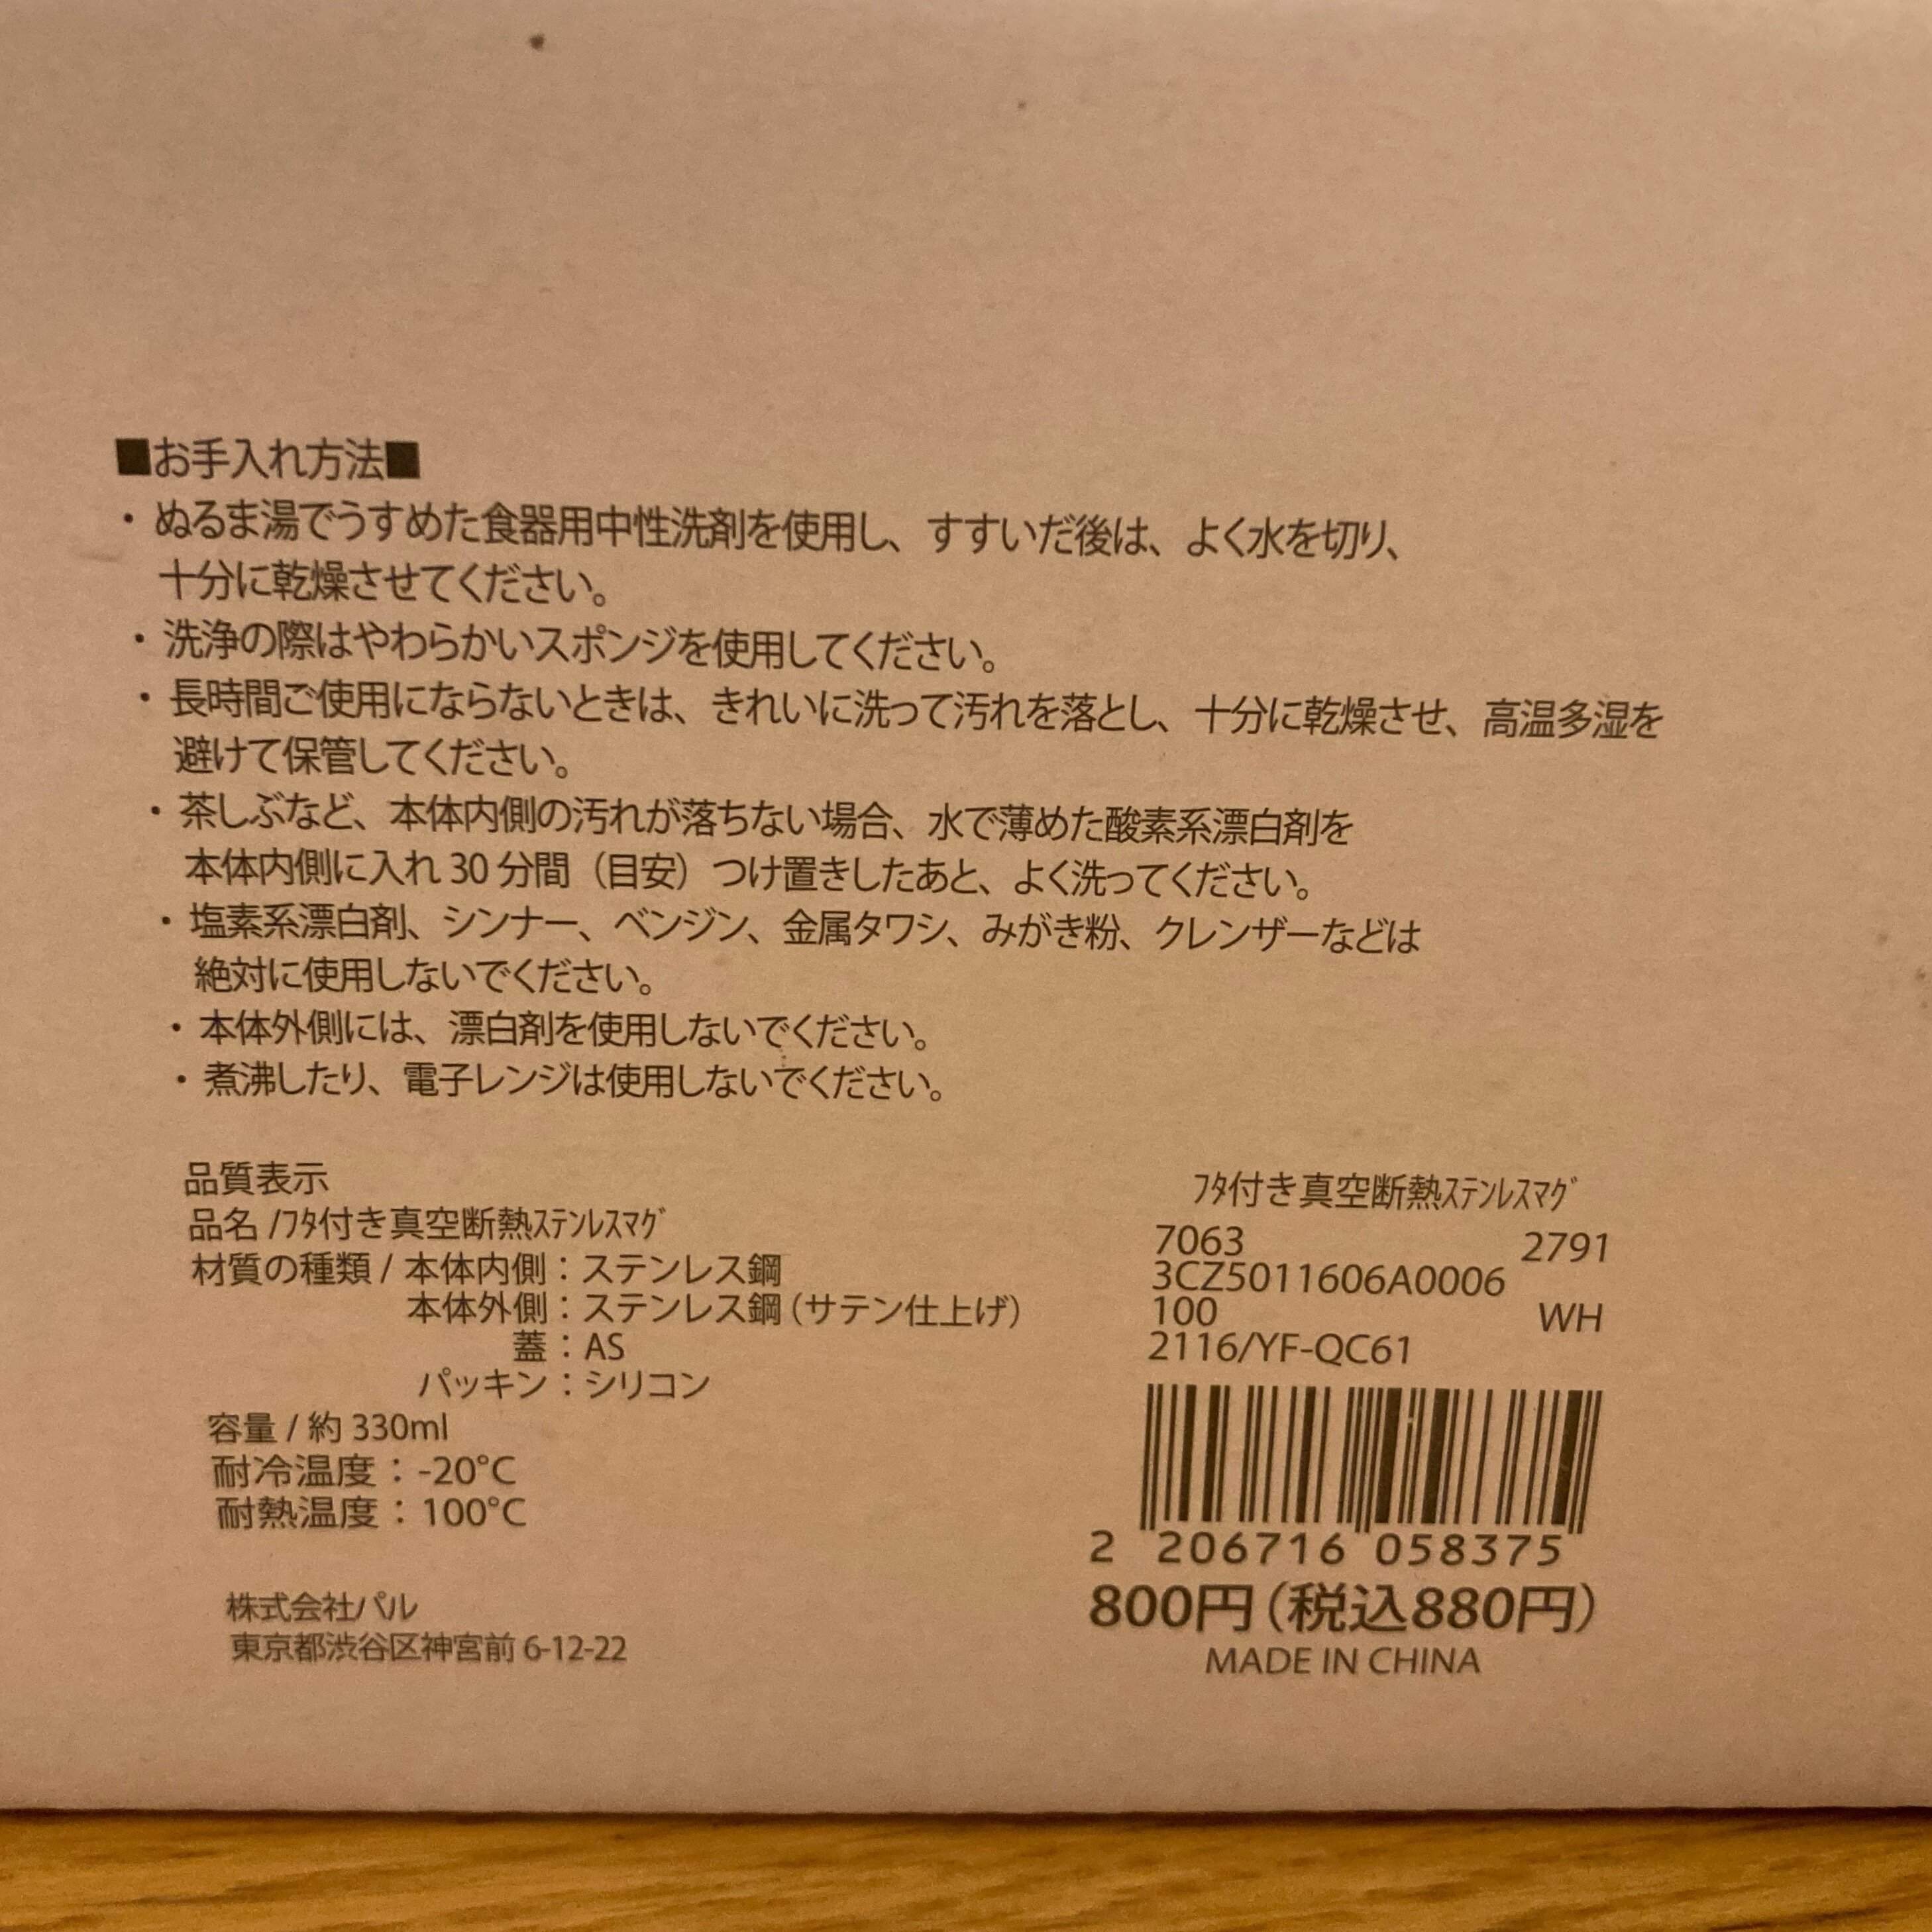 ■お手入れ方法■
・ぬるま湯でうすめた食器用中性洗剤を使用し、すすいだ後は、よく水を切り、
十分に乾燥させてください。
・洗浄の際はやわらかいスポンジを使用してください。
・長時間ご使用にならないときは、きれいに洗って汚れを落とし、十分に乾燥させ、高温多湿を
避けて保管してください。
・茶しぶなど、本体内側の汚れが落ちない場合、水で薄めた酸素系漂白剤を
本体内側に入れ 30 分間（目安）つけ置きしたあと、よく洗ってください。
・塩素系漂白剤、シンナー、ベンジン、金属タワシ、みがき粉、クレンザーなどは
絶対に使用しないでください。
・本体外側には、漂白剤を使用しないでください。
・煮沸したり、電子レンジは使用しないでください。
品質表示
品名 /ﾌﾀ付き真空断熱ｽﾃﾝﾚｽﾏｸﾞ
材質の種類 / 本体内側：ステンレス鋼
本体外側：ステンレス鋼（サテン仕上げ）
蓋：AS
パッキン：シリコン
容量 / 約 330ml
耐冷温度：-20℃
耐熱温度：100℃
株式会社パル
東京都渋谷区神宮前 6-12-22
ﾌﾀ付き真空断熱ｽﾃﾝﾚｽﾏｸﾞ
7063 2791
3CZ5011606A0006
100 WH
2116/YF-QC61
2 206716 058375
800円（税込880円）
MADE IN CHINA